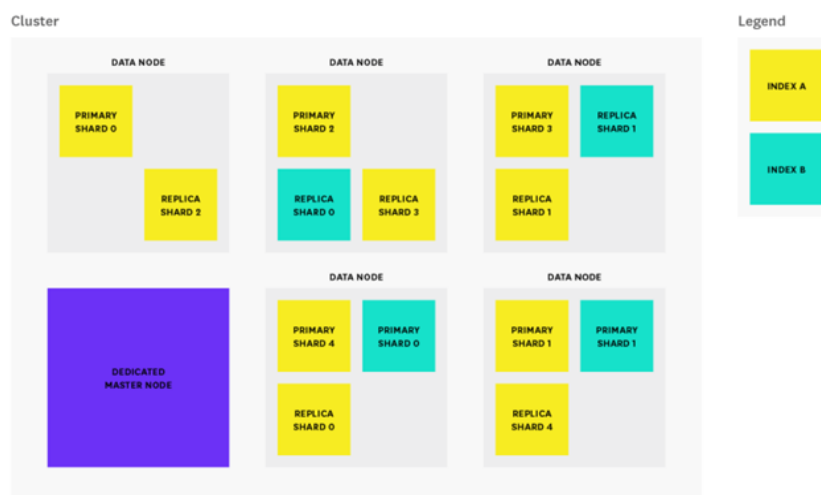 Cluster
Legend
DATA NODE
PRIMARY
SHARD 0
REPLICA
SHARD 2
DATA NODE
PRIMARY
SHARD 2
REPLICA
SHARD 0
REPLICA
SHARD 3
DATA NODE
PRIMARY
SHARD 3
REPLICA
SHARD 1
REPLICA
SHARD 1
INDEX A
INDEX B
DEDICATED
MASTER NODE
DATA NODE
PRIMARY
SHARD 4
PRIMARY
SHARD 0
REPLICA
SHARD 0
DATA NODE
PRIMARY
SHARD 1
PRIMARY
SHARD 1
REPLICA
SHARD 4